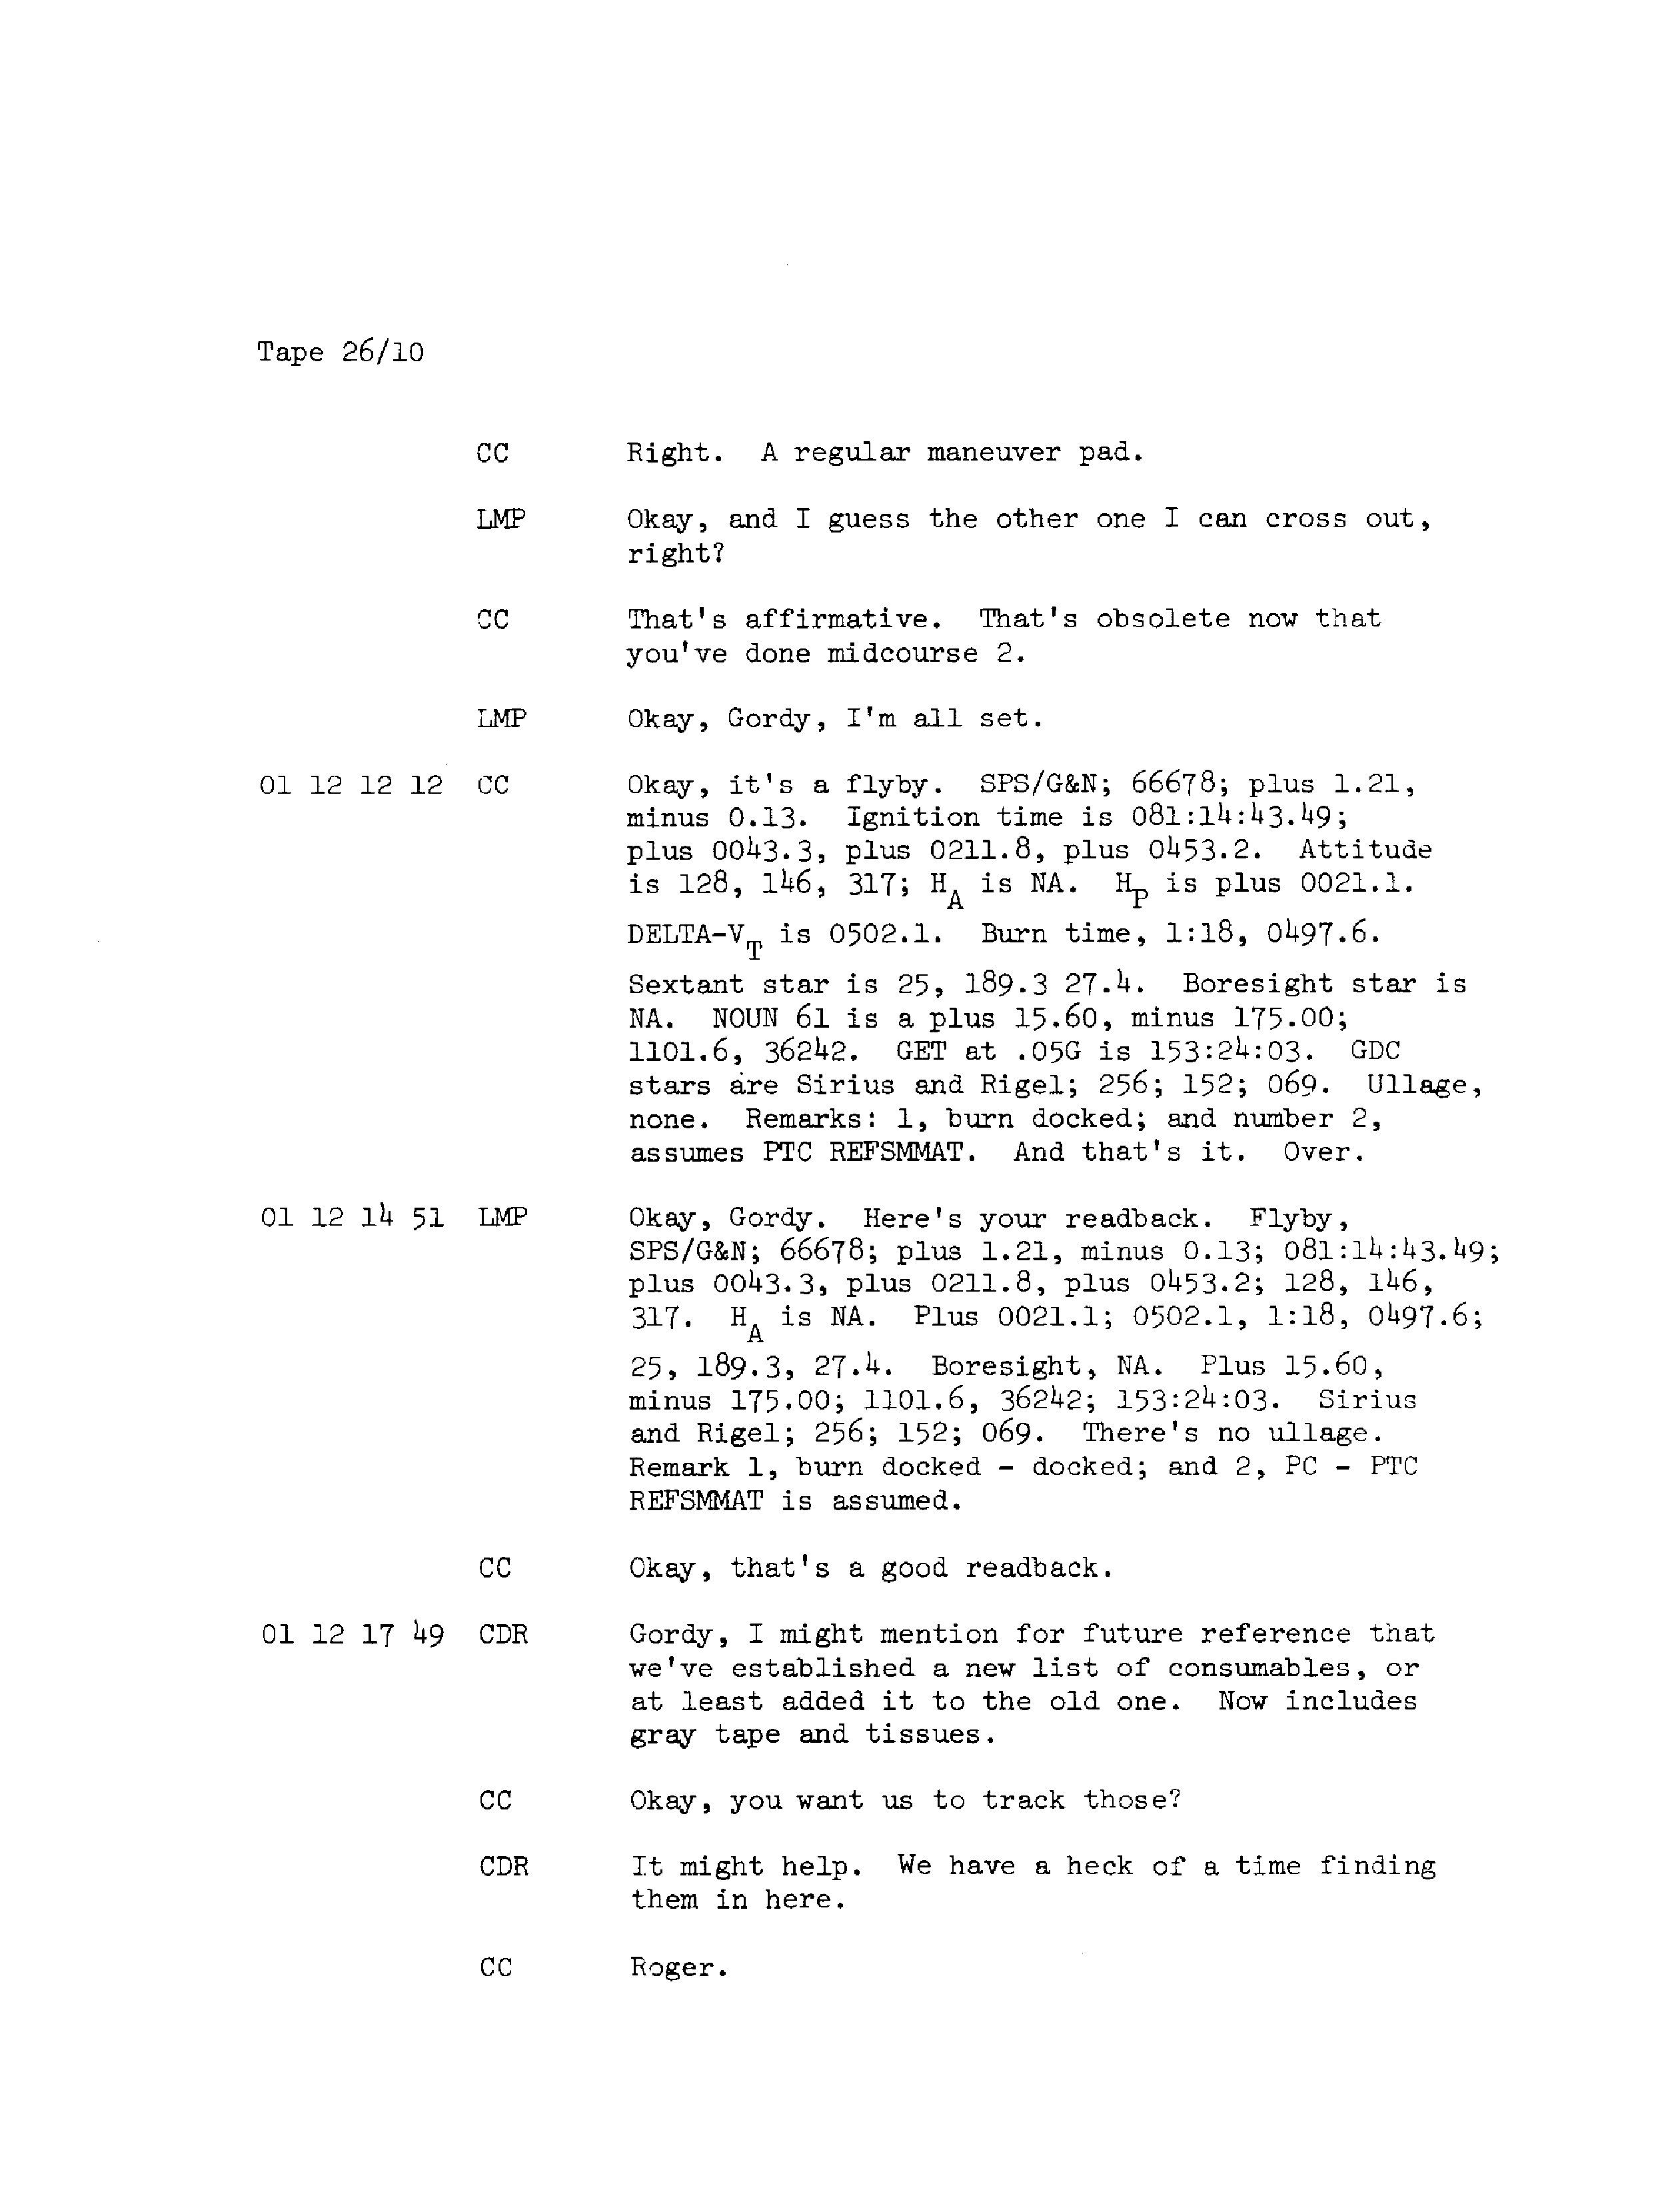 Tape 26/10
CC Right. A regular maneuver pad.
LMP Okay, and I guess the other one I can cross out,
right?
CC That's affirmative. That's obsolete now that
you've done midcourse 2.
LMP Okay, Gordy, I'm all set.
01 12 12 12 CC Okay, it's a flyby. SPS/G&N; 66678; plus 1.21,
minus 0.13. Ignition time is 081:14:43.49;
plus 0043.3, plus 0211.8, plus 0453.2. Attitude
is 128, 146, 317; HA is NA. HP is plus 0021.1.
DELTA-VT is 0502.1. Burn time, 1:18, 0497.6.
Sextant star is 25, 189.3 27.4. Boresight star is
NA. NOUN 61 is a plus 15.60, minus 175.00;
1101.6, 36242. GET at .05G is 153:24:03. GDC
stars are Sirius and Rigel; 256; 152; 069. Ullage,
none. Remarks: 1, burn docked; and number 2,
assumes PTC REFSMMAT. And that's it. Over.
01 12 14 51 LMP Okay, Gordy. Here's your readback. Flyby,
SPS/G&N; 66678; plus 1.21, minus 0.13; 081:14:43.49;
plus 0043.3, plus 0211.8, plus 0453.2; 128, 146,
317. HA is NA. Plus 0021.1; 0502.1, 1:18, 0497.6;
25, 189.3, 27.4. Boresight, NA. Plus 15.60,
minus 175.00; 1101.6, 36242; 153:24:03. Sirius
and Rigel; 256; 152; 069. There's no ullage.
Remark 1, burn docked - docked; and 2, PC - PTC
REFSMMAT is assumed.
CC Okay, that's a good readback.
01 12 17 49 CDR Gordy, I might mention for future reference that
we've established a new list of consumables, or
at least added it to the old one. Now includes
gray tape and tissues.
CC Okay, you want us to track those?
CDR It might help. We have a heck of a time finding
them in here.
CC Roger.